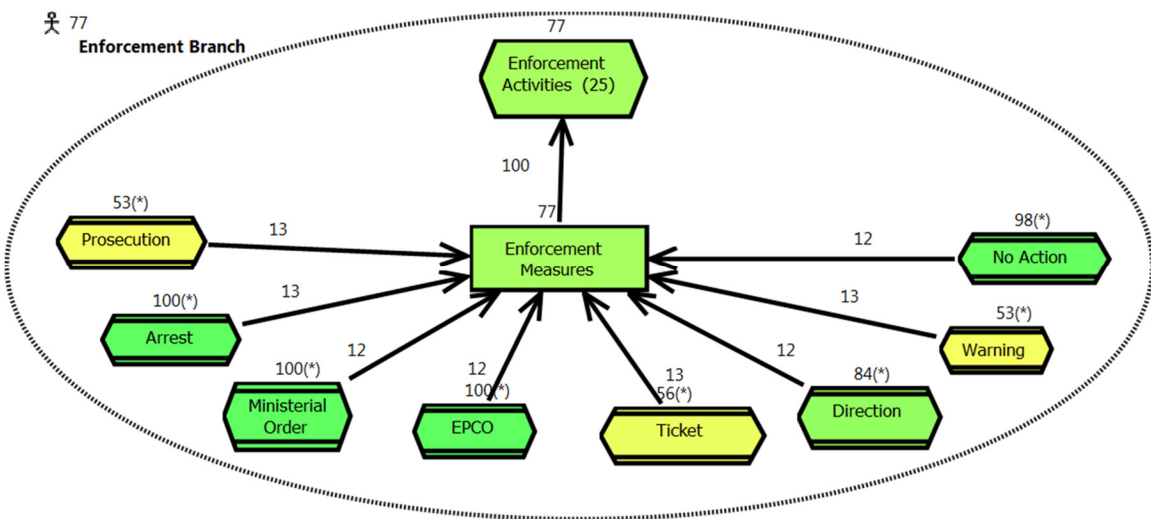 77
Enforcement Branch
77
Enforcement
Activities (25)
100
77
Enforcement
Measures
53(*)
Prosecution
13
98(*)
No Action
12
100(*)
Arrest
13
53(*)
Warning
13
100(*)
Ministerial
Order
12
100(*)
EPCO
12
56(*)
Ticket
13
84(*)
Direction
12